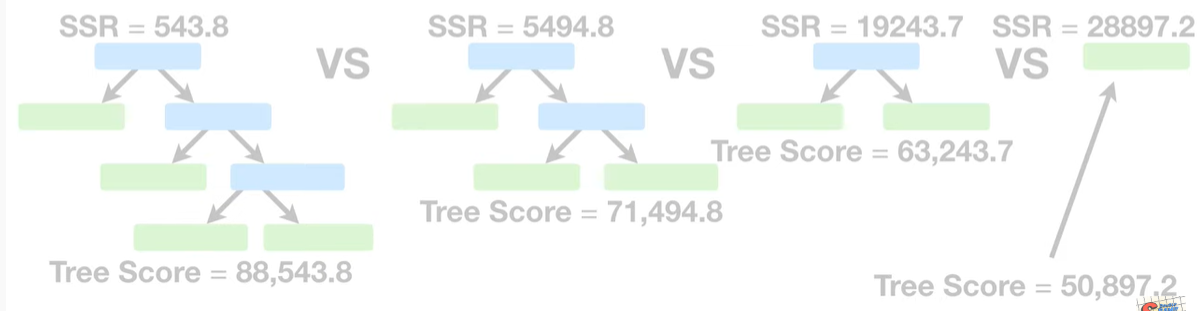 SSR = 543.8
SSR = 5494.8
SSR = 19243.7
SSR = 28897.2
VS
VS
VS
Tree Score = 63,243.7
Tree Score = 71,494.8
Tree Score = 88,543.8
Tree Score = 50,897.2